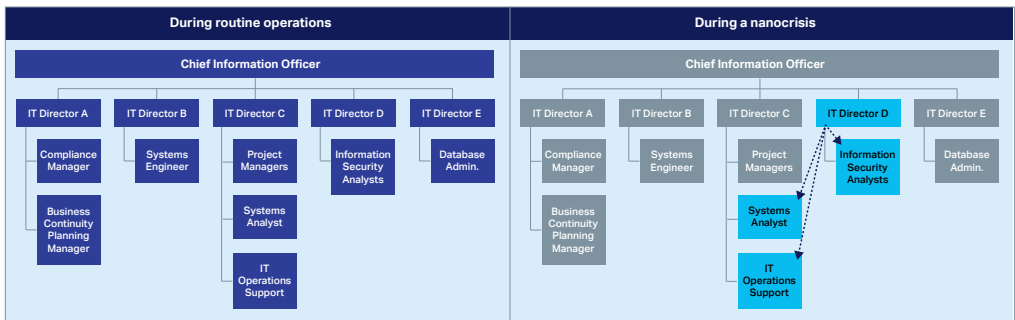 During routine operations
Chief Information Officer
IT Director A
IT Director B
IT Director C
IT Director D
IT Director E
Compliance
Manager
Systems
Engineer
Project
Managers
Information
Security
Analysts
Database
Admin.
Business
Continuity
Planning
Manager
Systems
Analyst
IT
Operations
Support
During a nanocrisis
Chief Information Officer
IT Director A
IT Director B
IT Director C
IT Director D
IT Director E
Compliance
Manager
Systems
Engineer
Project
Managers
Information
Security
Analysts
Database
Admin.
Business
Continuity
Planning
Manager
Systems
Analyst
IT
Operations
Support